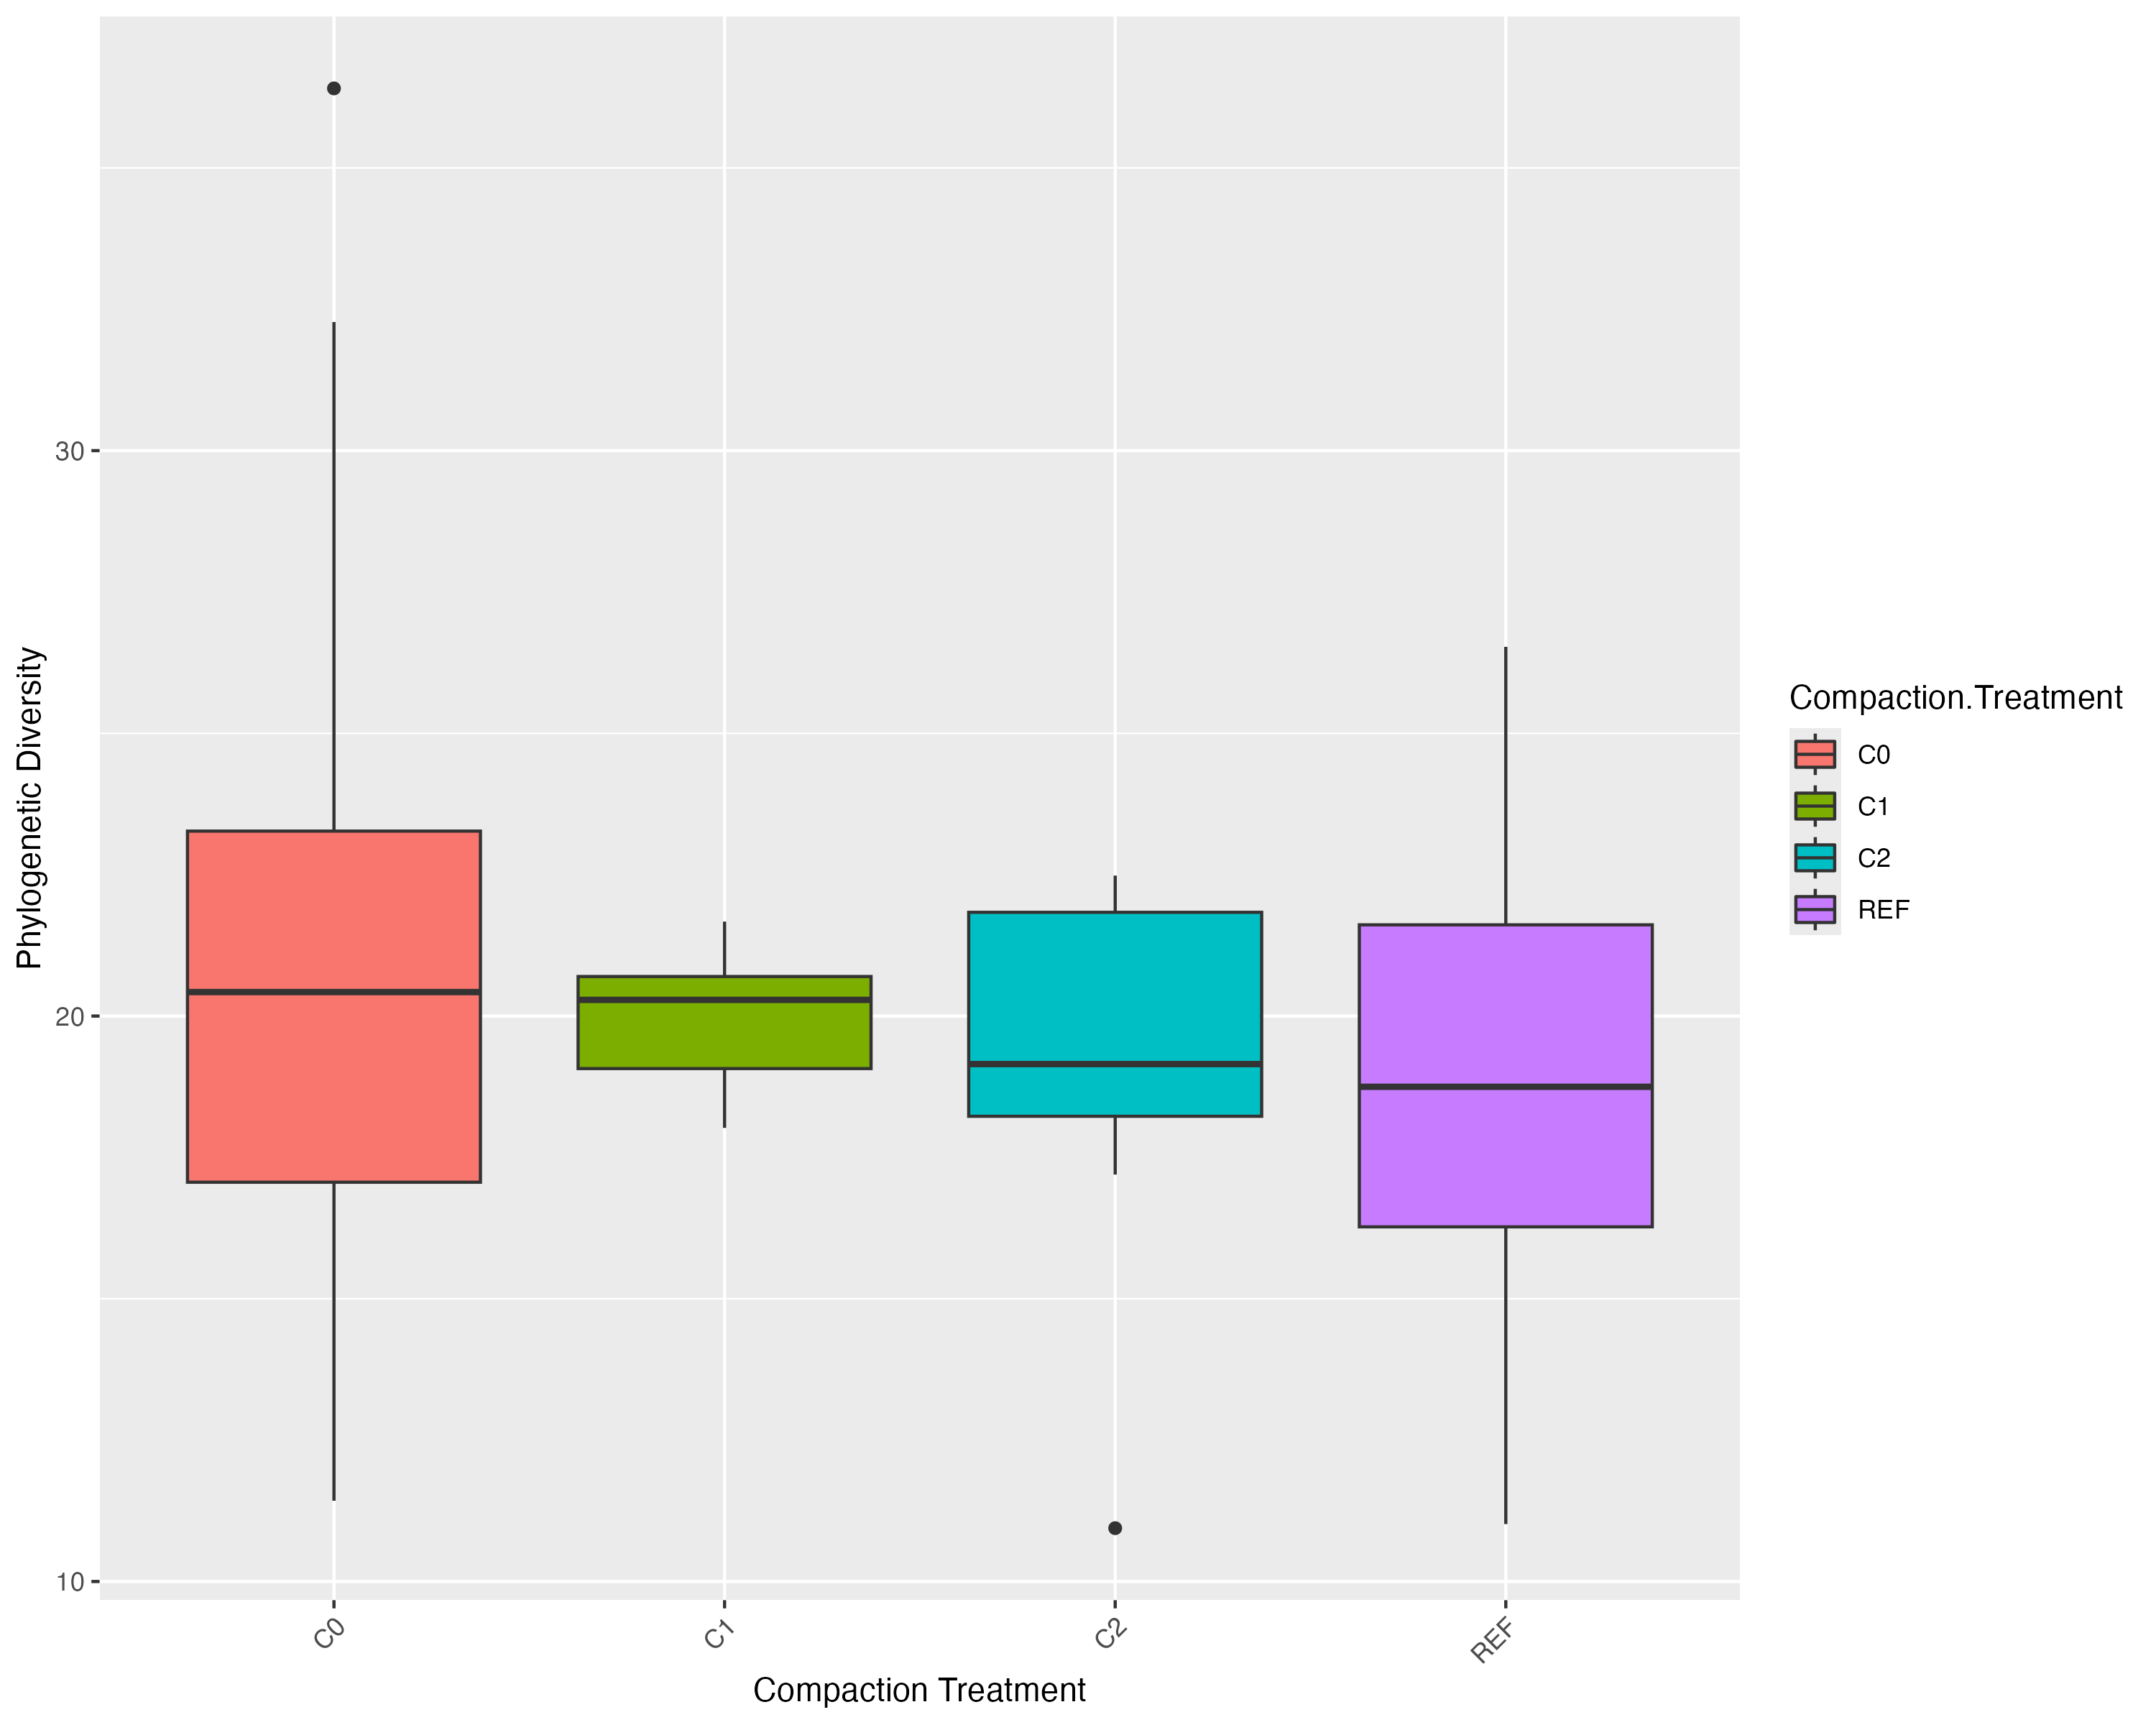 Phylogenetic Diversity
30
20
10
C0
C1
C2
REF
Compaction Treatment
Compaction.Treatment
C0
C1
C2
REF